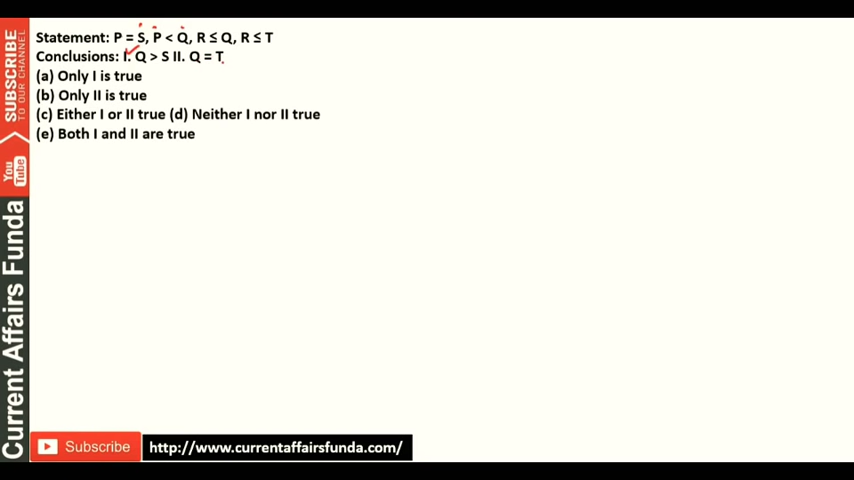 Statement: P = S, P < Q, R ≤ Q, R ≤ T
Conclusions: I. Q > S II. Q = T
(a) Only I is true
(b) Only II is true
(c) Either I or II true (d) Neither I nor II true
(e) Both I and II are true
SUBSCRIBE
TO OUR CHANNEL
You
Tube
Current Affairs Funda
Subscribe
http://www.currentaffairsfunda.com/